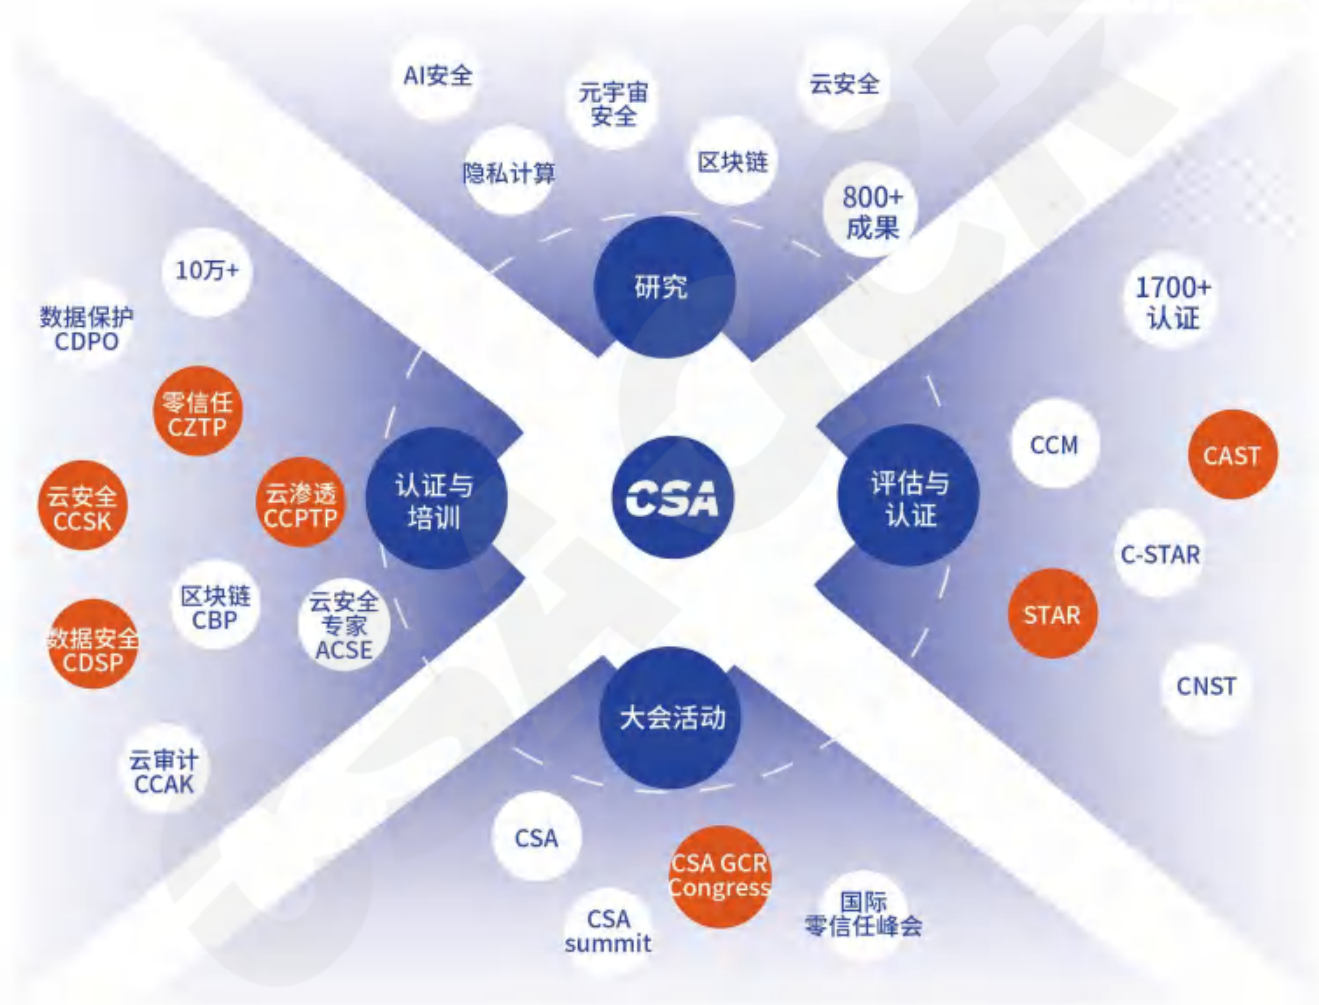 AI安全
元宇宙
安全
云安全
隐私计算
区块链
800+
成果
研究
10万+
数据保护
CDPO
零信任
CZTP
云安全
CCSK
云渗透
CCPTP
认证与
培训
区块链
CBP
云安全
专家
ACSE
数据安全
CDSP
云审计
CCAK
CSA
评估与
认证
1700+
认证
CCM
CAST
C-STAR
STAR
CNST
大会活动
CSA
CSA GCR
Congress
CSA
summit
国际
零信任峰会